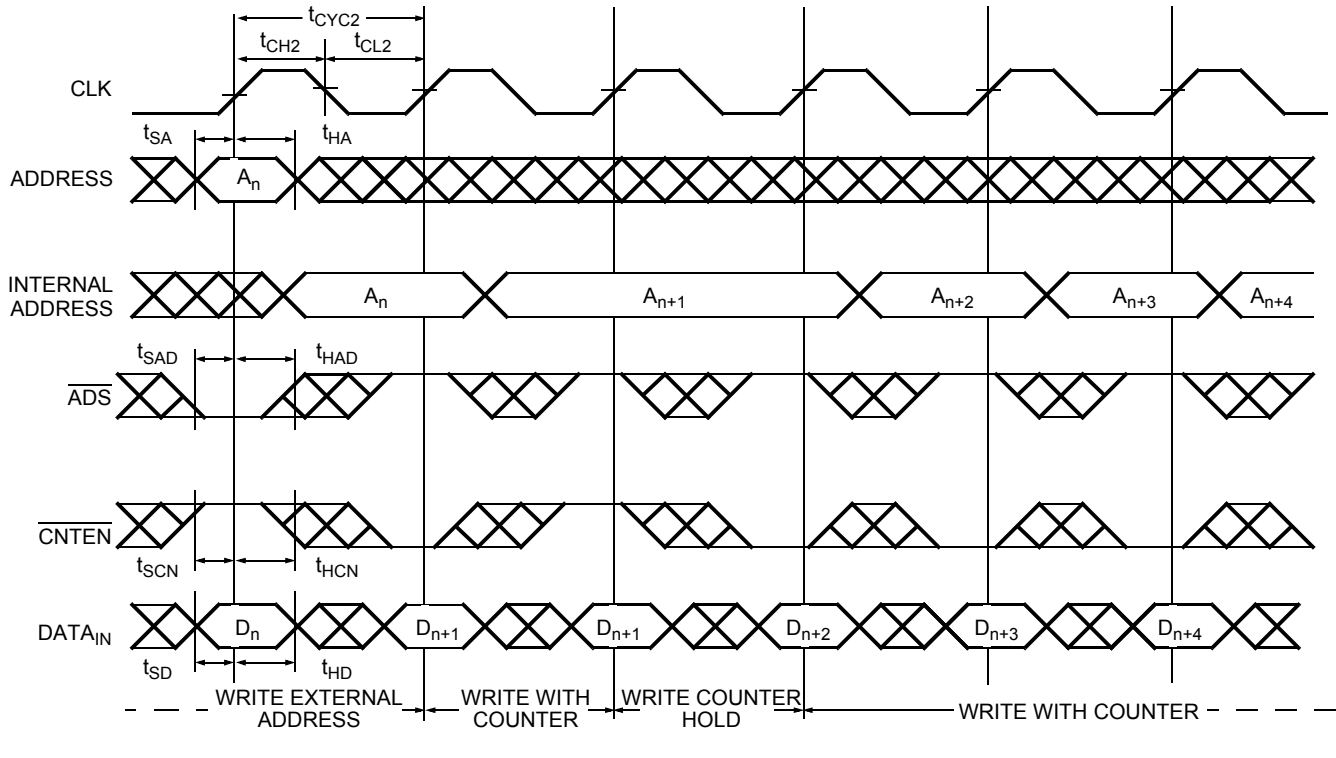 tCYC2
tCH2 tCL2
CLK
tSA tHA
ADDRESS An
INTERNAL
ADDRESS
An An+1 An+2 An+3 An+4
tSAD tHAD
ADS
CNTEN
tSCN tHCN
DATAIN Dn Dn+1 Dn+1 Dn+2 Dn+3 Dn+4
tSD tHD
WRITE EXTERNAL
ADDRESS
WRITE WITH
COUNTER
WRITE COUNTER
HOLD
WRITE WITH COUNTER